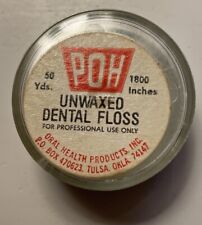 POH
50 1800
Yds. Inches
UNWAXED
DENTAL FLOSS
FOR PROFESSIONAL USE ONLY
ORAL HEALTH PRODUCTS, INC.
P.O. BOX 470623, TULSA, OKLA. 74147